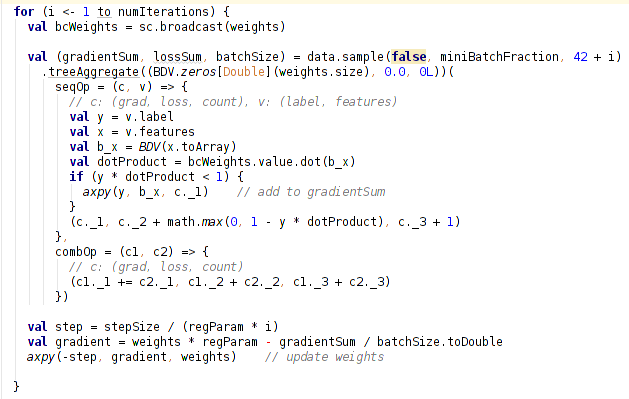 for (i <- 1 to numIterations) {
  val bcWeights = sc.broadcast(weights)

  val (gradientSum, lossSum, batchSize) = data.sample(false, miniBatchFraction, 42 + i)
    .treeAggregate((BDV.zeros[Double](weights.size), 0.0, 0L))(
      seqOp = (c, v) => {
        // c: (grad, loss, count), v: (label, features)
        val y = v.label
        val x = v.features
        val b_x = BDV(x.toArray)
        val dotProduct = bcWeights.value.dot(b_x)
        if (y * dotProduct < 1) {
          axpy(y, b_x, c._1)    // add to gradientSum
        }
        (c._1, c._2 + math.max(0, 1 - y * dotProduct), c._3 + 1)
      },
      combOp = (c1, c2) => {
        // c: (grad, loss, count)
        (c1._1 += c2._1, c1._2 + c2._2, c1._3 + c2._3)
      })

  val step = stepSize / (regParam * i)
  val gradient = weights * regParam - gradientSum / batchSize.toDouble
  axpy(-step, gradient, weights)    // update weights

}